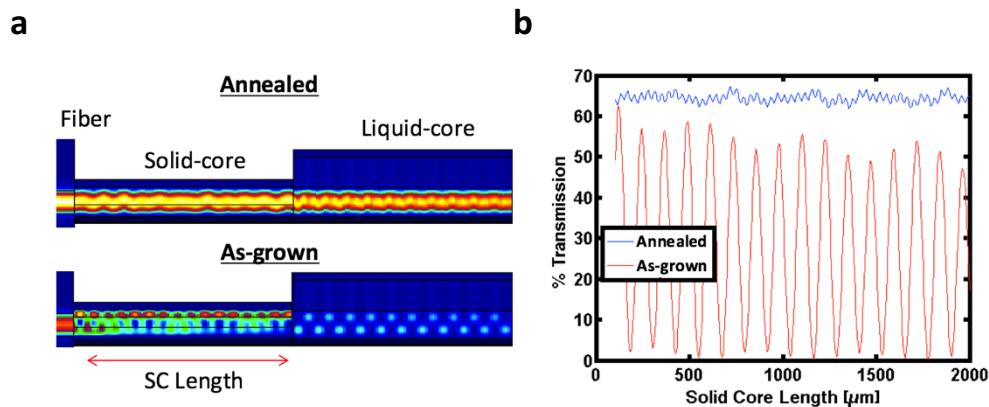 a
Annealed
Fiber
Solid-core
Liquid-core
As-grown
SC Length
b
% Transmission
70
60
50
40
30
20
10
0
Annealed
As-grown
0 500 1000 1500 2000
Solid Core Length [μm]